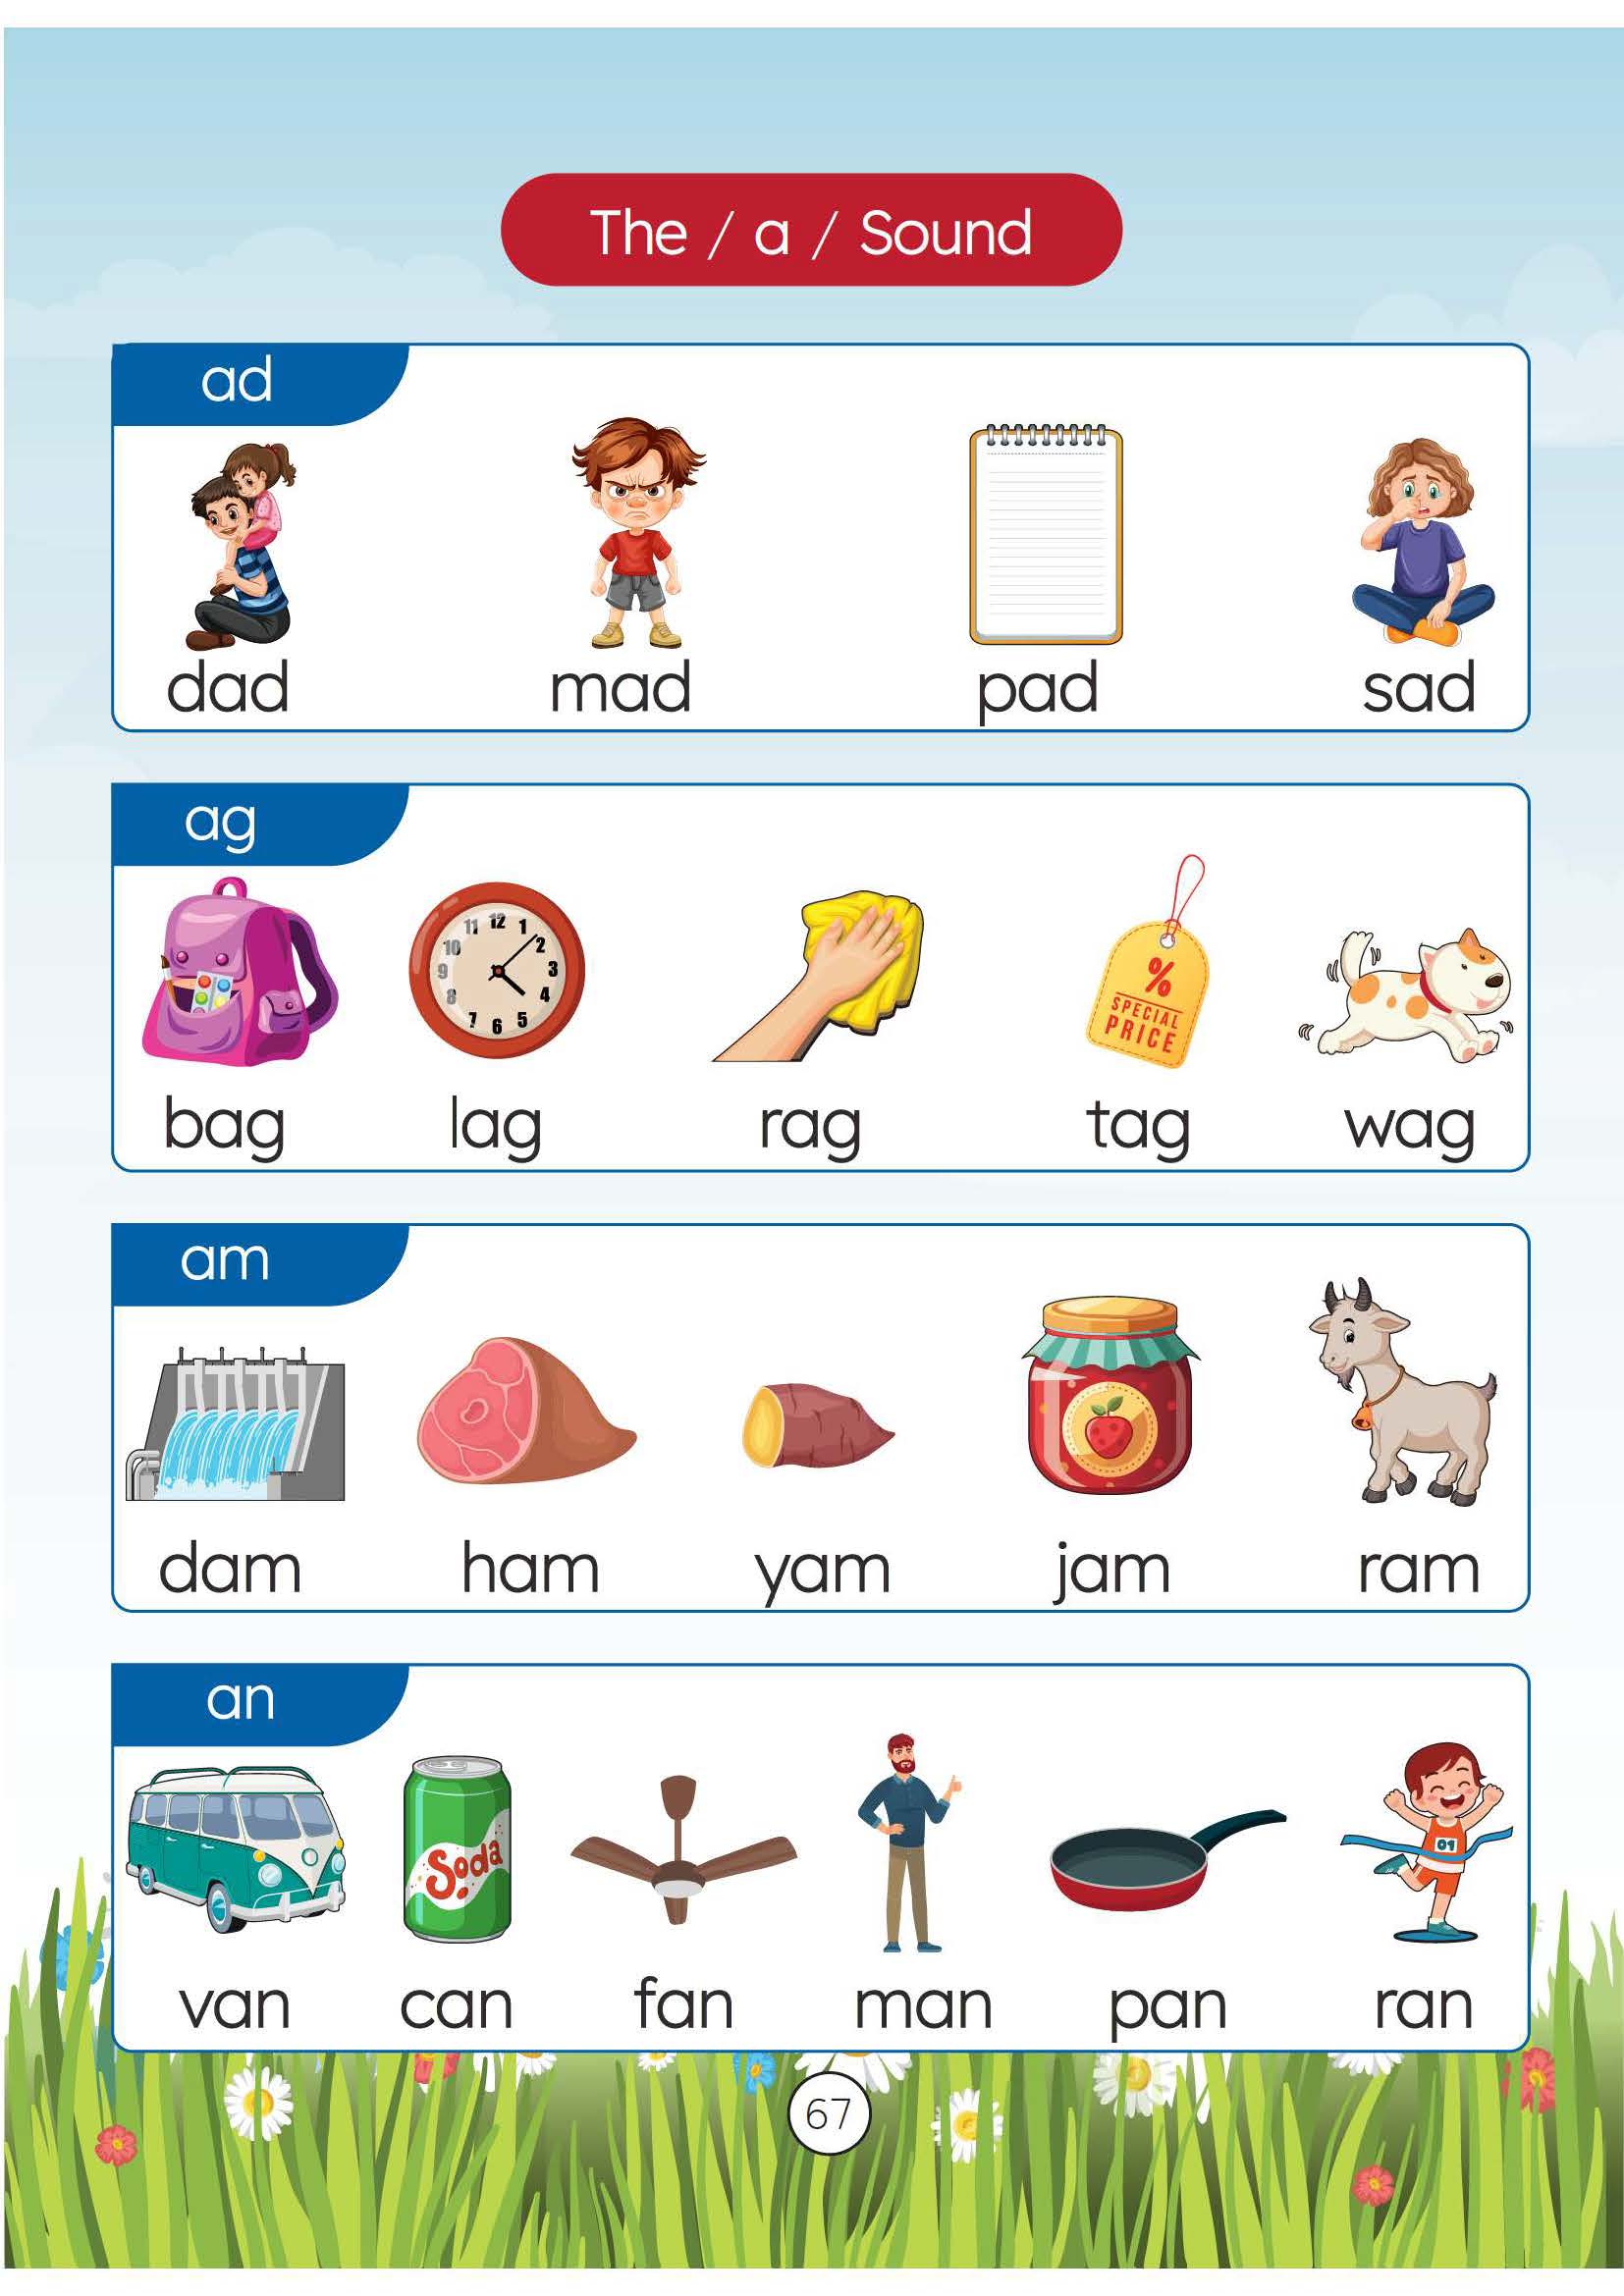 The / a / Sound
ad
dad mad pad sad
ag
11 12 1
10 2
9 3
8 4
7 6 5
%
SPECIAL
PRICE
bag lag rag tag wag
am
dam ham yam jam ram
an
Soda
01
van can fan man pan ran
67